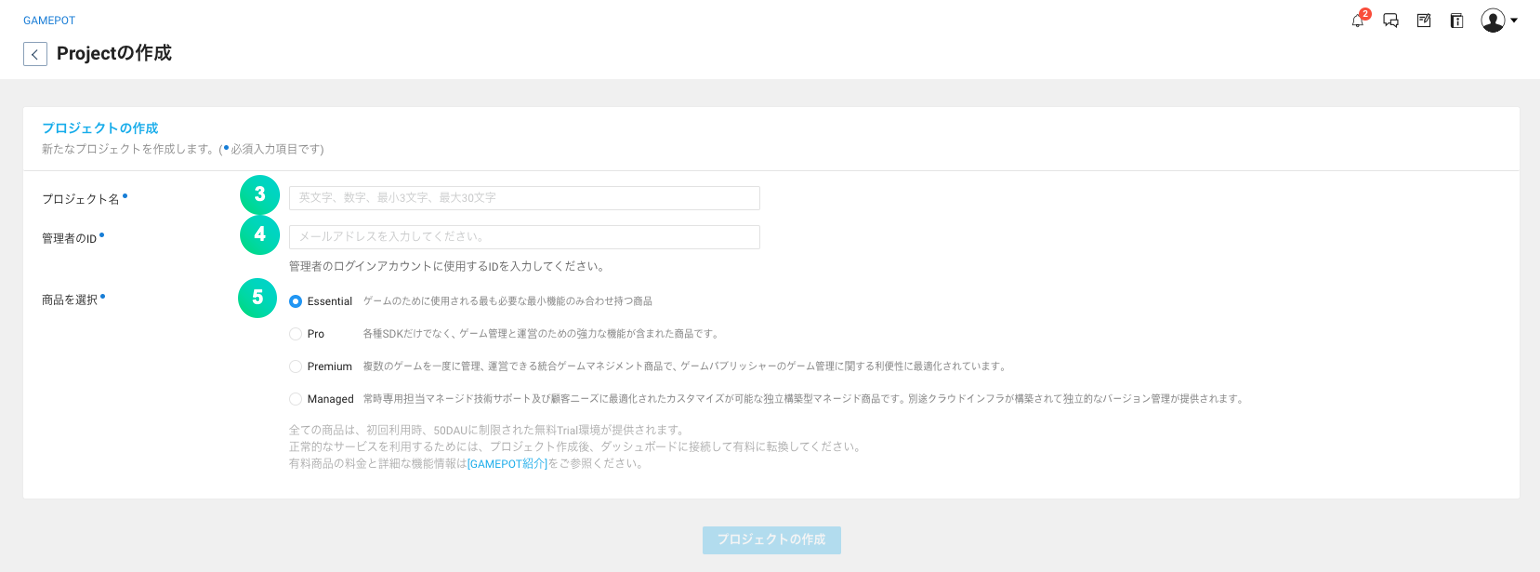 GAMEPOT
2
Projectの作成
プロジェクトの作成
新たなプロジェクトを作成します。(•必須入力項目です)
プロジェクト名•
3
英文字、数字、最小3文字、最大30文字
管理者のID•
4
メールアドレスを入力してください。
管理者のログインアカウントに使用するIDを入力してください。
商品を選択•
5
Essential ゲームのために使用される最も必要な最小機能のみ合わせ持つ商品
Pro 各種SDKだけでなく、ゲーム管理と運営のための強力な機能が含まれた商品です。
Premium 複数のゲームを一度に管理、運営できる統合ゲームマネジメント商品で、ゲームパブリッシャーのゲーム管理に関する利便性に最適化されています。
Managed 常時専用担当マネージド技術サポート及び顧客ニーズに最適化されたカスタマイズが可能な独立構築型マネージド商品です。別途クラウドインフラが構築されて独立的なバージョン管理が提供されます。
全ての商品は、初回利用時、50DAUに制限された無料Trial環境が提供されます。
正常的なサービスを利用するためには、プロジェクト作成後、ダッシュボードに接続して有料に転換してください。
有料商品の料金と詳細な機能情報は[GAMEPOT紹介]をご参照ください。
プロジェクトの作成